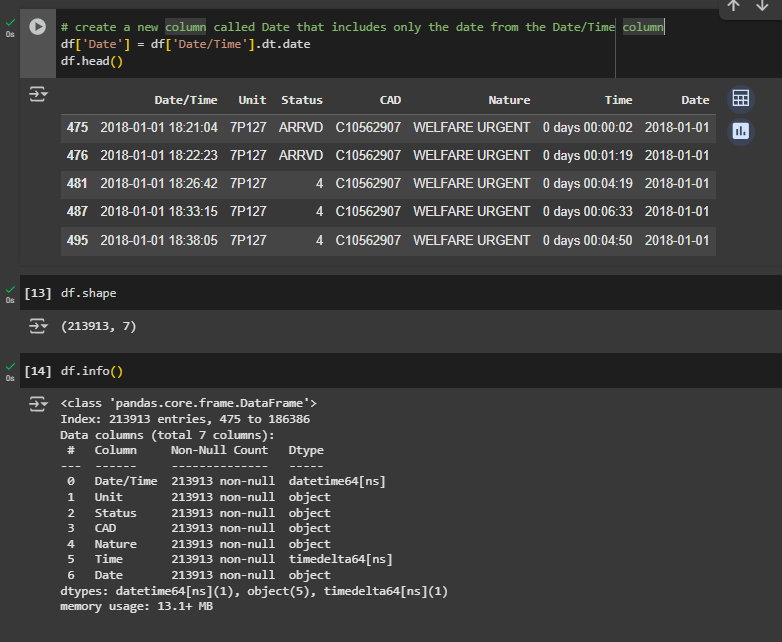 0s
# create a new column called Date that includes only the date from the Date/Time column
df['Date'] = df['Date/Time'].dt.date
df.head()
Date/Time Unit Status CAD Nature Time Date
475 2018-01-01 18:21:04 7P127 ARRVD C10562907 WELFARE URGENT 0 days 00:00:02 2018-01-01
476 2018-01-01 18:22:23 7P127 ARRVD C10562907 WELFARE URGENT 0 days 00:01:19 2018-01-01
481 2018-01-01 18:26:42 7P127 4 C10562907 WELFARE URGENT 0 days 00:04:19 2018-01-01
487 2018-01-01 18:33:15 7P127 4 C10562907 WELFARE URGENT 0 days 00:06:33 2018-01-01
495 2018-01-01 18:38:05 7P127 4 C10562907 WELFARE URGENT 0 days 00:04:50 2018-01-01
0s
[13] df.shape
(213913, 7)
0s
[14] df.info()
<class 'pandas.core.frame.DataFrame'>
Index: 213913 entries, 475 to 186386
Data columns (total 7 columns):
# Column Non-Null Count Dtype
--- ------ -------------- -----
0 Date/Time 213913 non-null datetime64[ns]
1 Unit 213913 non-null object
2 Status 213913 non-null object
3 CAD 213913 non-null object
4 Nature 213913 non-null object
5 Time 213913 non-null timedelta64[ns]
6 Date 213913 non-null object
dtypes: datetime64[ns](1), object(5), timedelta64[ns](1)
memory usage: 13.1+ MB